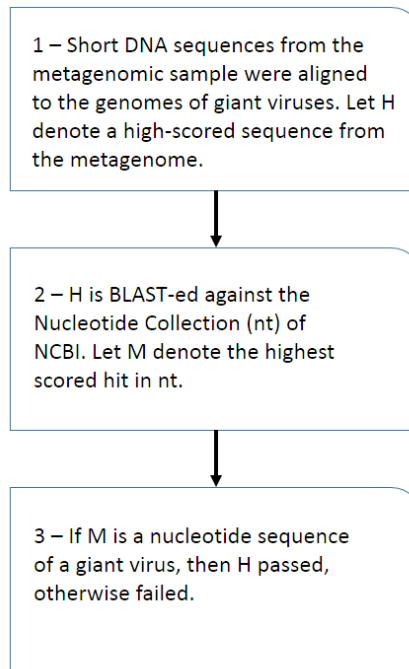 1 – Short DNA sequences from the
metagenomic sample were aligned
to the genomes of giant viruses. Let H
denote a high-scored sequence from
the metagenome.
2 – H is BLAST-ed against the
Nucleotide Collection (nt) of
NCBI. Let M denote the highest
scored hit in nt.
3 – If M is a nucleotide sequence
of a giant virus, then H passed,
otherwise failed.